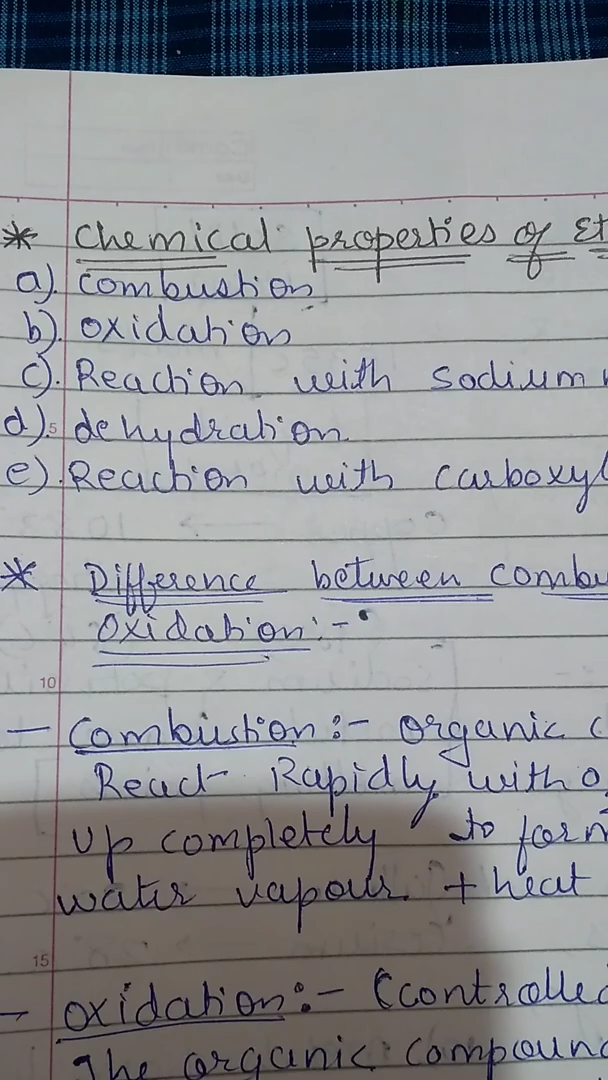 * Chemical properties of Et
a). Combustion
b). Oxidation
c). Reaction with sodium
d). dehydration
e). Reaction with carboxyl
* Difference between combu
Oxidation :-
10
- Combustion :- Organic c
React Rapidly with O
up completely to form
water vapour + heat
15
- Oxidation :- (controlled
The organic compound